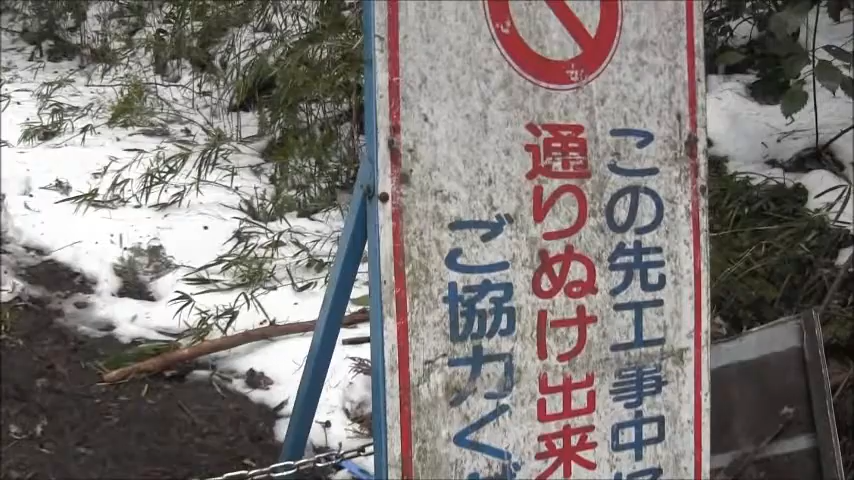 この先工事中
通りぬけ出来
ご協力く